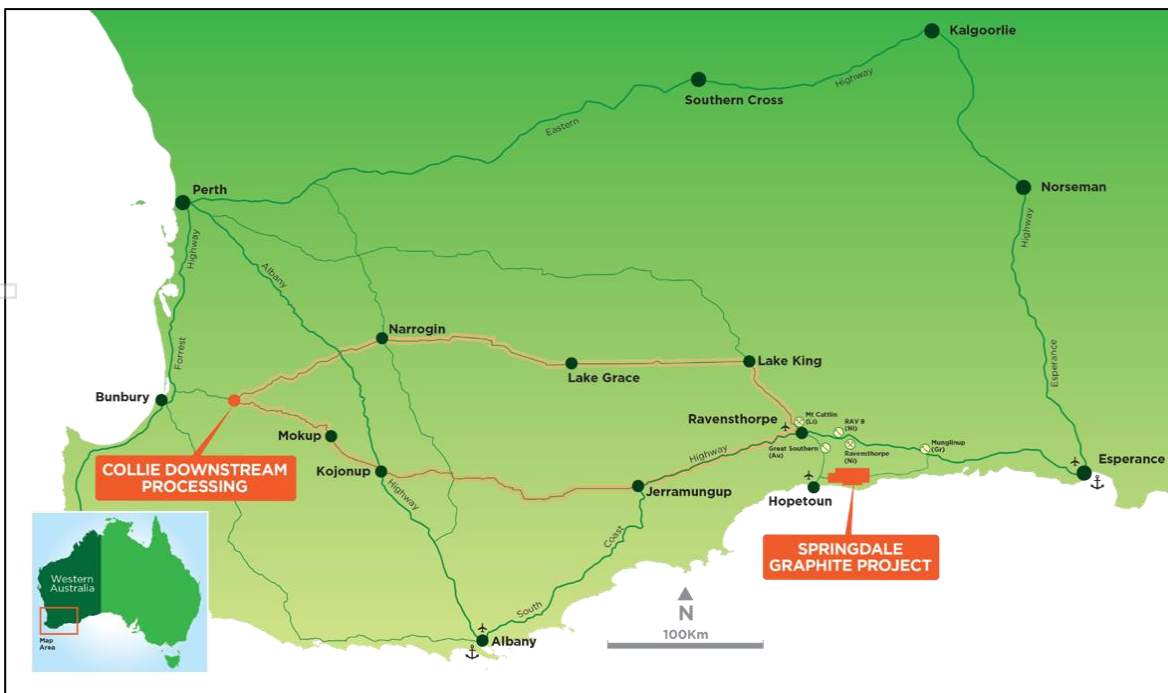 Kalgoorlie
Highway
Southern Cross
Eastern
Perth
Norseman
Highway
Highway
Albany
Esperance
Forrest
Narrogin
Lake Grace
Lake King
Bunbury
Mt Cattlin
(Li)
RAV 8
(Ni)
Ravensthorpe
Great Southern
(Au)
Ravensthorpe
(Ni)
Munglinup
(Gr)
Mokup
Kojonup
Highway
Highway
Jerramungup
Hopetoun
Esperance
COLLIE DOWNSTREAM
PROCESSING
SPRINGDALE
GRAPHITE PROJECT
Coast
South
Albany
N
100Km
Western
Australia
Map
Area